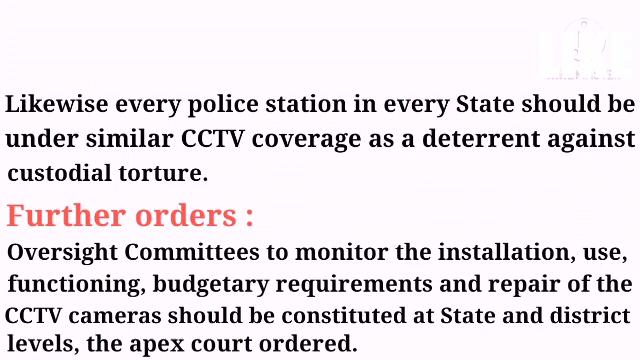 Likewise every police station in every State should be
under similar CCTV coverage as a deterrent against
custodial torture.
Further orders :
Oversight Committees to monitor the installation, use,
functioning, budgetary requirements and repair of the
CCTV cameras should be constituted at State and district
levels, the apex court ordered.